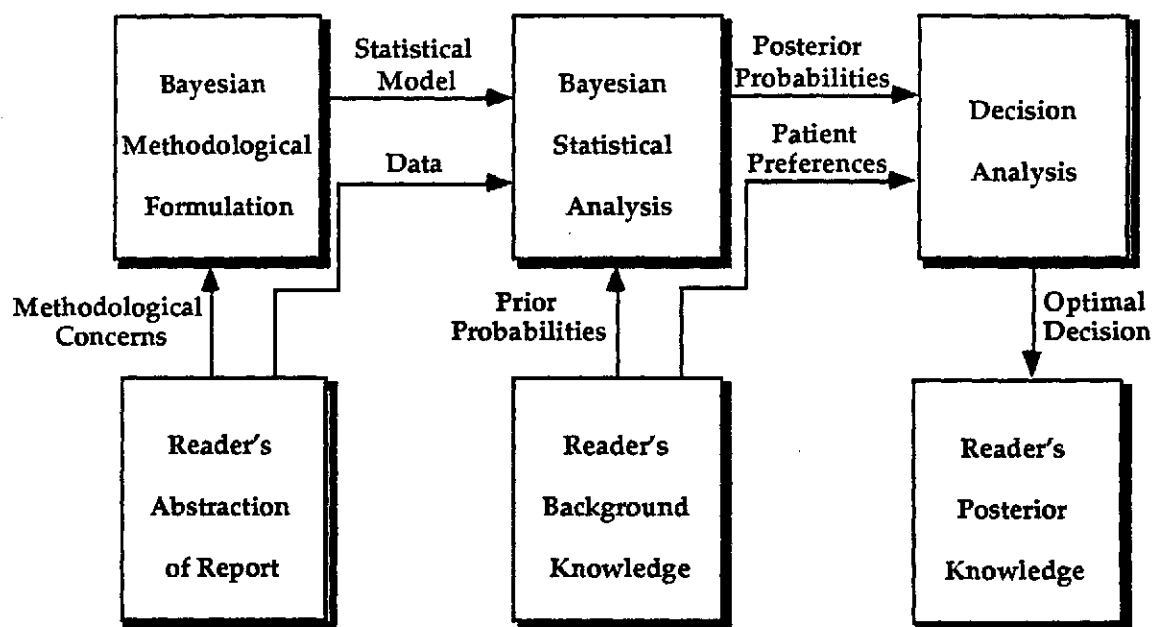 Bayesian
Methodological
Formulation
Statistical
Model
Data
Bayesian
Statistical
Analysis
Posterior
Probabilities
Patient
Preferences
Decision
Analysis
Methodological
Concerns
Prior
Probabilities
Optimal
Decision
Reader's
Abstraction
of Report
Reader's
Background
Knowledge
Reader's
Posterior
Knowledge